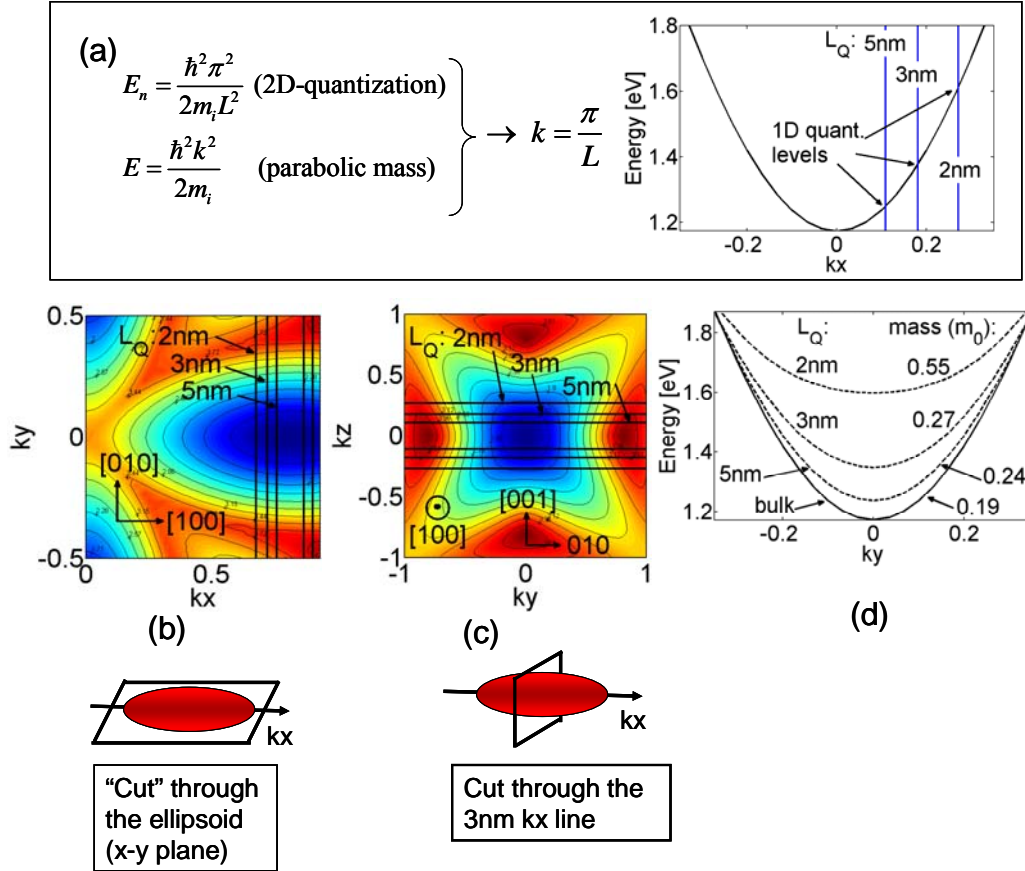 (a)
E_n = ħ²π² / 2m_iL² (2D-quantization)
E = ħ²k² / 2m_i (parabolic mass)
→ k = π / L
1.8
1.6
1.4
1.2
Energy [eV]
L_Q: 5nm
3nm
2nm
1D quant.
levels
-0.2 0 0.2
kx
0.5
0
-0.5
ky
L_Q: 2nm
3nm
5nm
[010]
[100]
0 0.5
kx
(b)
1
0.5
0
-0.5
-1
kz
L_Q: 2nm
3nm
5nm
[001]
[100]
010
-1 0 1
ky
(c)
1.8
1.6
1.4
1.2
Energy [eV]
L_Q: mass (m_0):
2nm 0.55
3nm 0.27
5nm 0.24
bulk 0.19
-0.2 0 0.2
ky
(d)
kx
kx
“Cut” through
the ellipsoid
(x-y plane)
Cut through the
3nm kx line